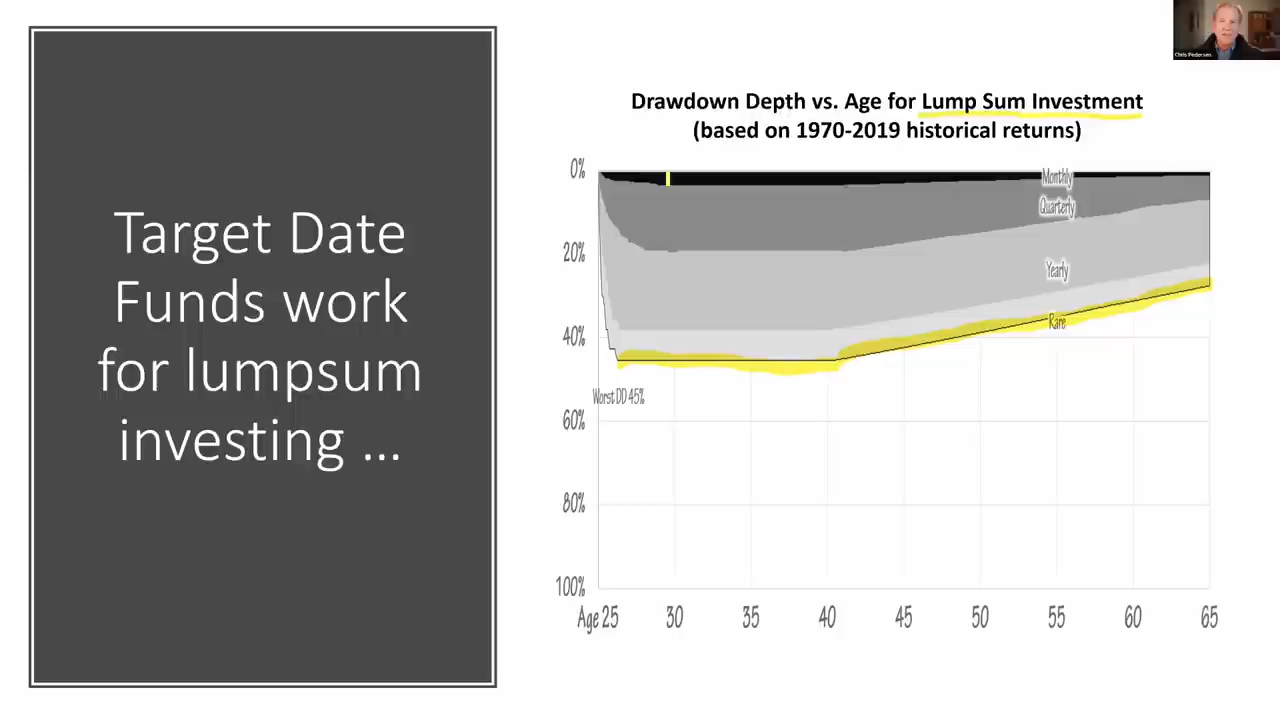 Target Date
Funds work
for lumpsum
investing ...
Chris Pedersen
Drawdown Depth vs. Age for Lump Sum Investment
(based on 1970-2019 historical returns)
0%
20%
40%
60%
80%
100%
Monthly
Quarterly
Yearly
Rare
Worst DD 45%
Age 25 30 35 40 45 50 55 60 65